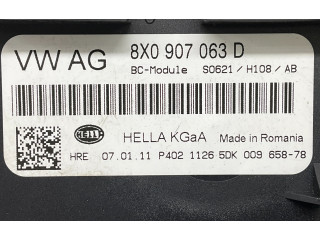 VW AG 8X0 907 063 D
BC-Module S0621 / H108 / AB
HELLA HELLA KGaA Made in Romania
HRE 07.01.11 P402 1126 5DK 009 658-78